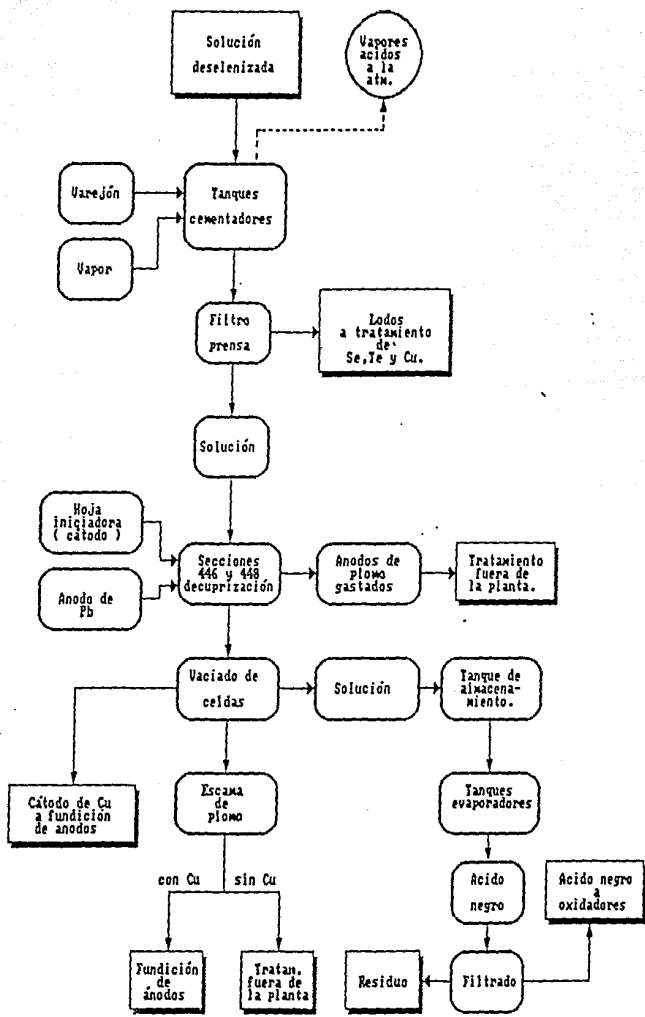 Solución
deselenizada
Vapores
acidos
a la
atm.
Varejón
Tanques
cementadores
Vapor
Filtro
prensa
Lodos
a tratamiento
de
Se,Te y Cu.
Solución
Hoja
iniciadora
( cátodo )
Secciones
446 y 448
decuprización
Anodos de
plomo
gastados
Tratamiento
fuera de
la planta.
Anodo de
Pb
Vaciado de
celdas
Solución
Tanque de
almacena-
miento.
Cátodo de Cu
a fundición
de anodos
Escama
de
plomo
Tanques
evaporadores
con Cu
sin Cu
Acido
negro
Acido negro
a
oxidadores
Fundición
de
ánodos
Tratam.
fuera de
la planta
Residuo
Filtrado